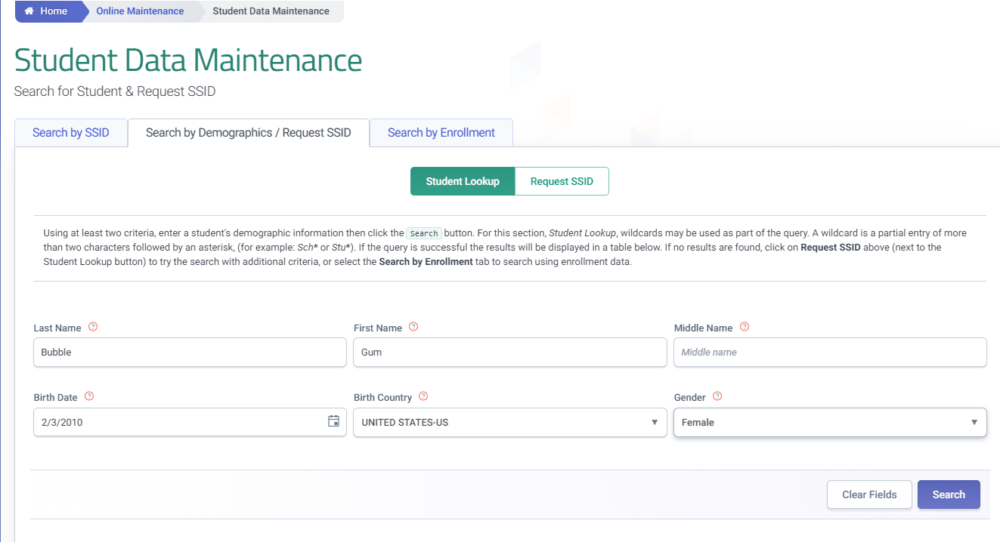 Home Online Maintenance Student Data Maintenance
Student Data Maintenance
Search for Student & Request SSID
Search by SSID Search by Demographics / Request SSID Search by Enrollment
Student Lookup Request SSID
Using at least two criteria, enter a student's demographic information then click the Search button. For this section, Student Lookup, wildcards may be used as part of the query. A wildcard is a partial entry of more
than two characters followed by an asterisk, (for example: Sch* or Stu*). If the query is successful the results will be displayed in a table below. If no results are found, click on Request SSID above (next to the
Student Lookup button) to try the search with additional criteria, or select the Search by Enrollment tab to search using enrollment data.
Last Name ? First Name ? Middle Name ?
Bubble Gum Middle name
Birth Date ? Birth Country ? Gender ?
2/3/2010 UNITED STATES-US Female
Clear Fields Search